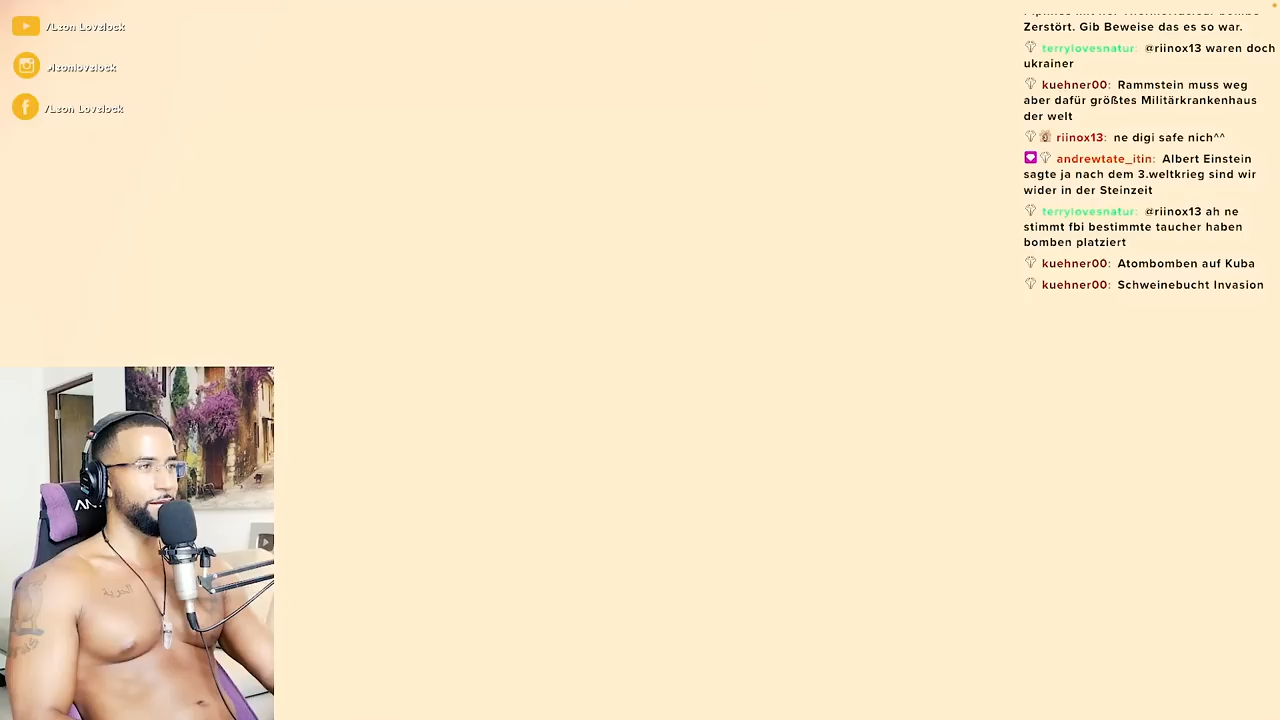 /Leon Lovelock
leonlovelock
/Leon Lovelock
Zerstört. Gib Beweise das es so war.
terrylovesnatur: @riinox13 waren doch
ukrainer
kuehner00: Rammstein muss weg
aber dafür größtes Militärkrankenhaus
der welt
riinox13: ne digi safe nich^^
andrewtate_itin: Albert Einstein
sagte ja nach dem 3.weltkrieg sind wir
wider in der Steinzeit
terrylovesnatur: @riinox13 ah ne
stimmt fbi bestimmte taucher haben
bomben platziert
kuehner00: Atombomben auf Kuba
kuehner00: Schweinebucht Invasion
الحرية